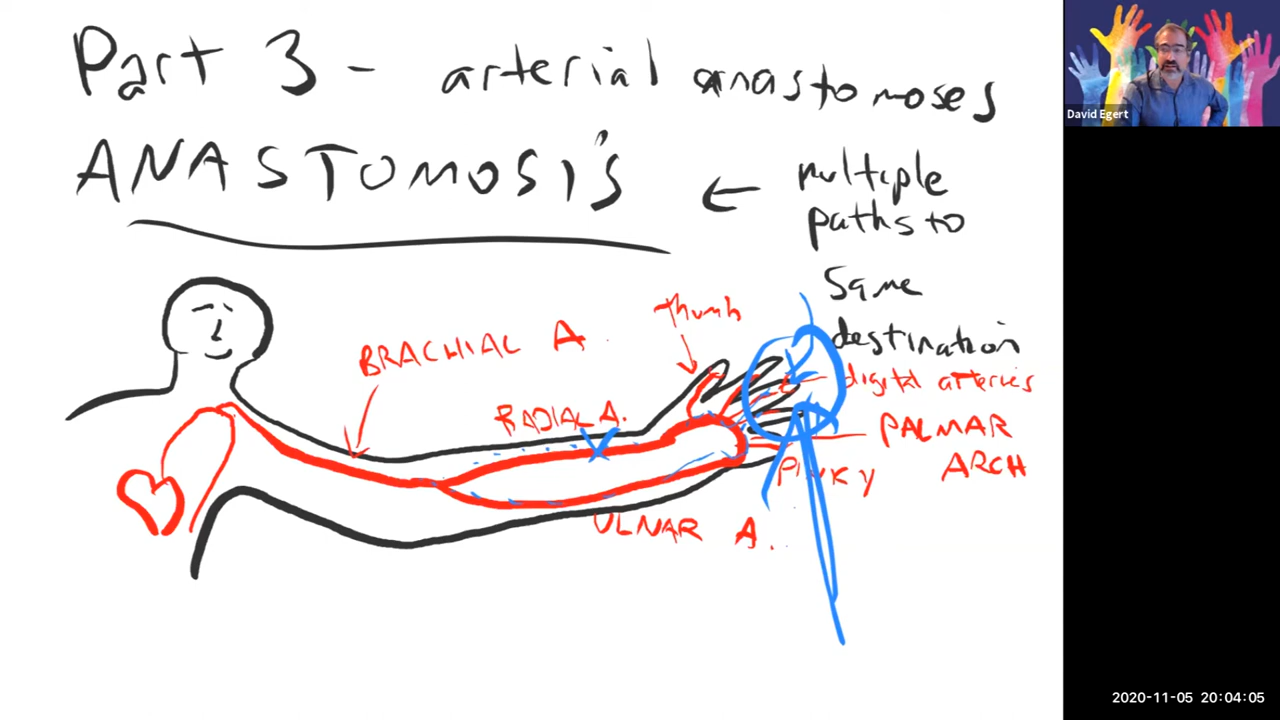 Part 3 - arterial anastomoses
ANASTOMOSIS
multiple
paths to
same
destination
David Egert
thumb
BRACHIAL A
RADIAL A.
digital arteries
PALMAR
ARCH
PINKY
ULNAR A.
2020-11-05 20:04:05